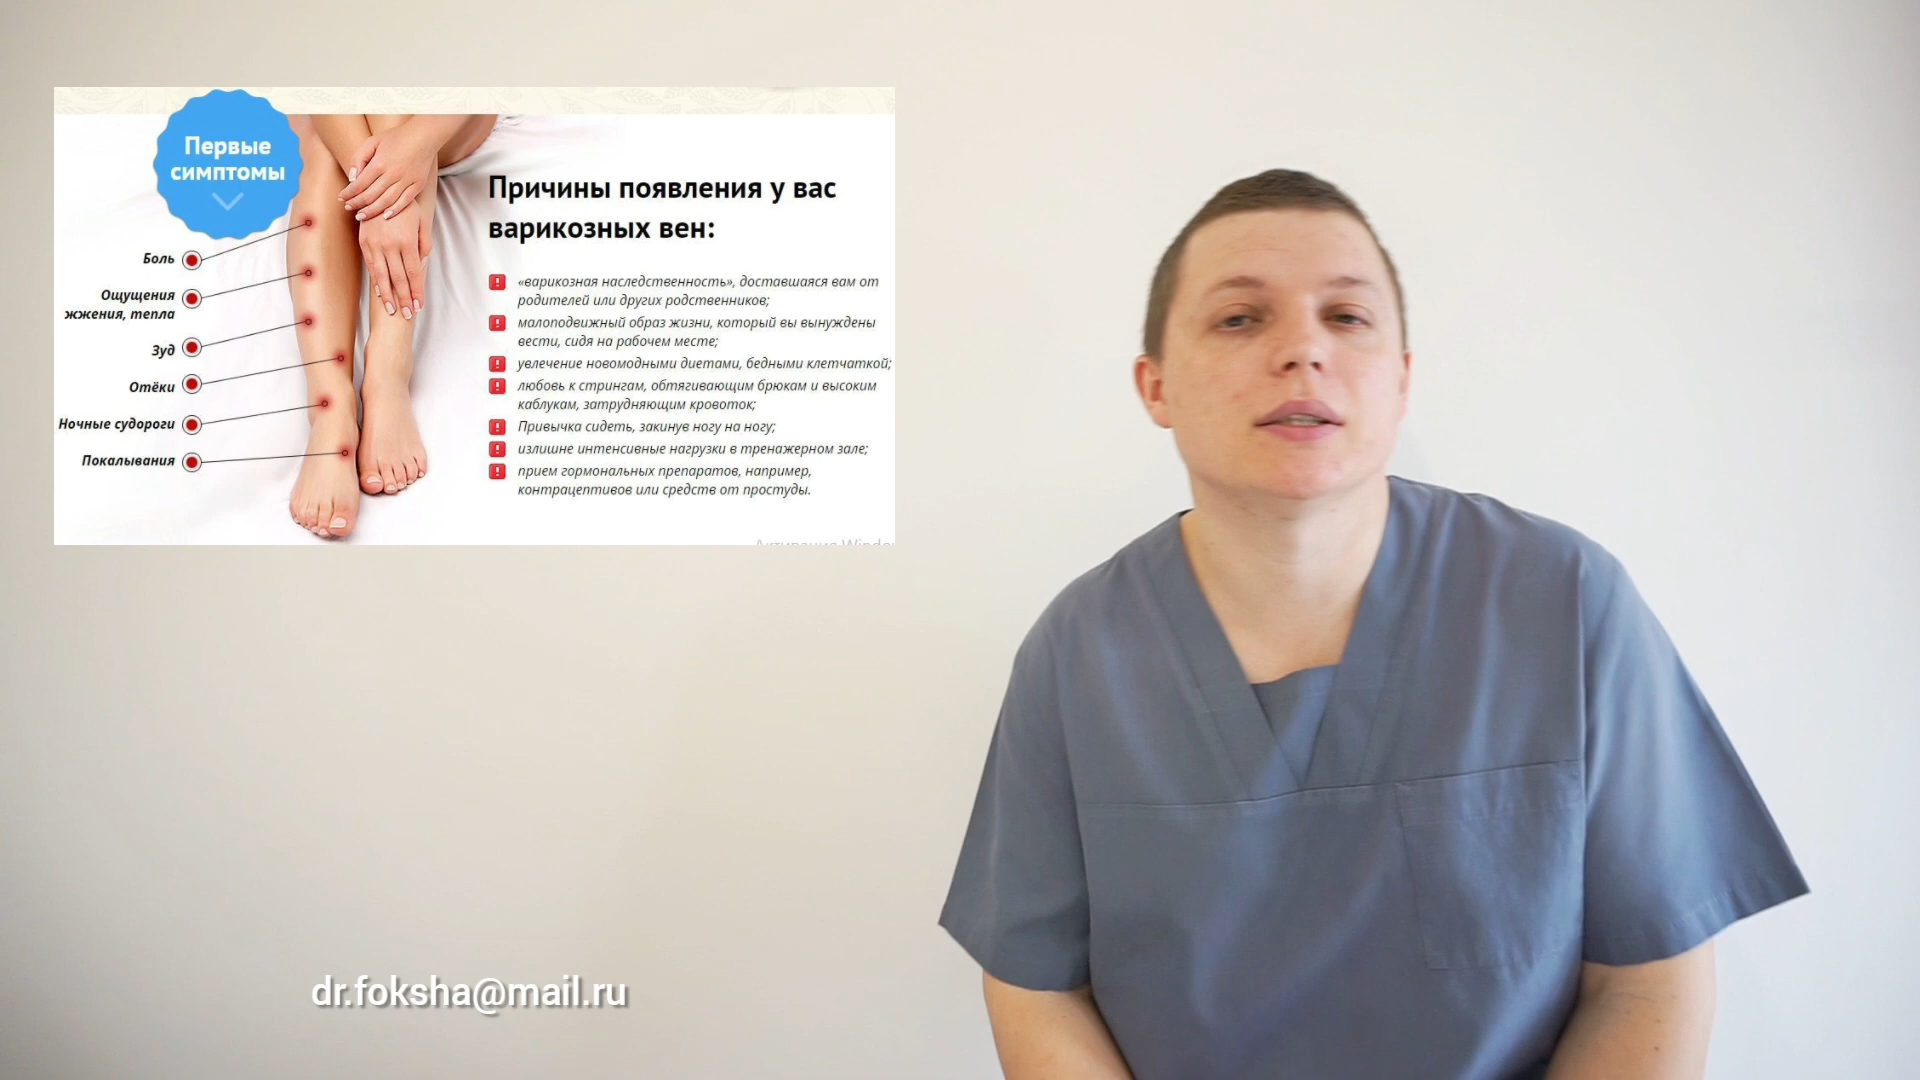 Первые
симптомы
Боль
Ощущения
жжения, тепла
Зуд
Отёки
Ночные судороги
Покалывания
Причины появления у вас
варикозных вен:
«варикозная наследственность», доставшаяся вам от
родителей или других родственников;
малоподвижный образ жизни, который вы вынуждены
вести, сидя на рабочем месте;
увлечение новомодными диетами, бедными клетчаткой;
любовь к стрингам, обтягивающим брюкам и высоким
каблукам, затрудняющим кровоток;
Привычка сидеть, закинув ногу на ногу;
излишне интенсивные нагрузки в тренажерном зале;
прием гормональных препаратов, например,
контрацептивов или средств от простуды.
dr.foksha@mail.ru